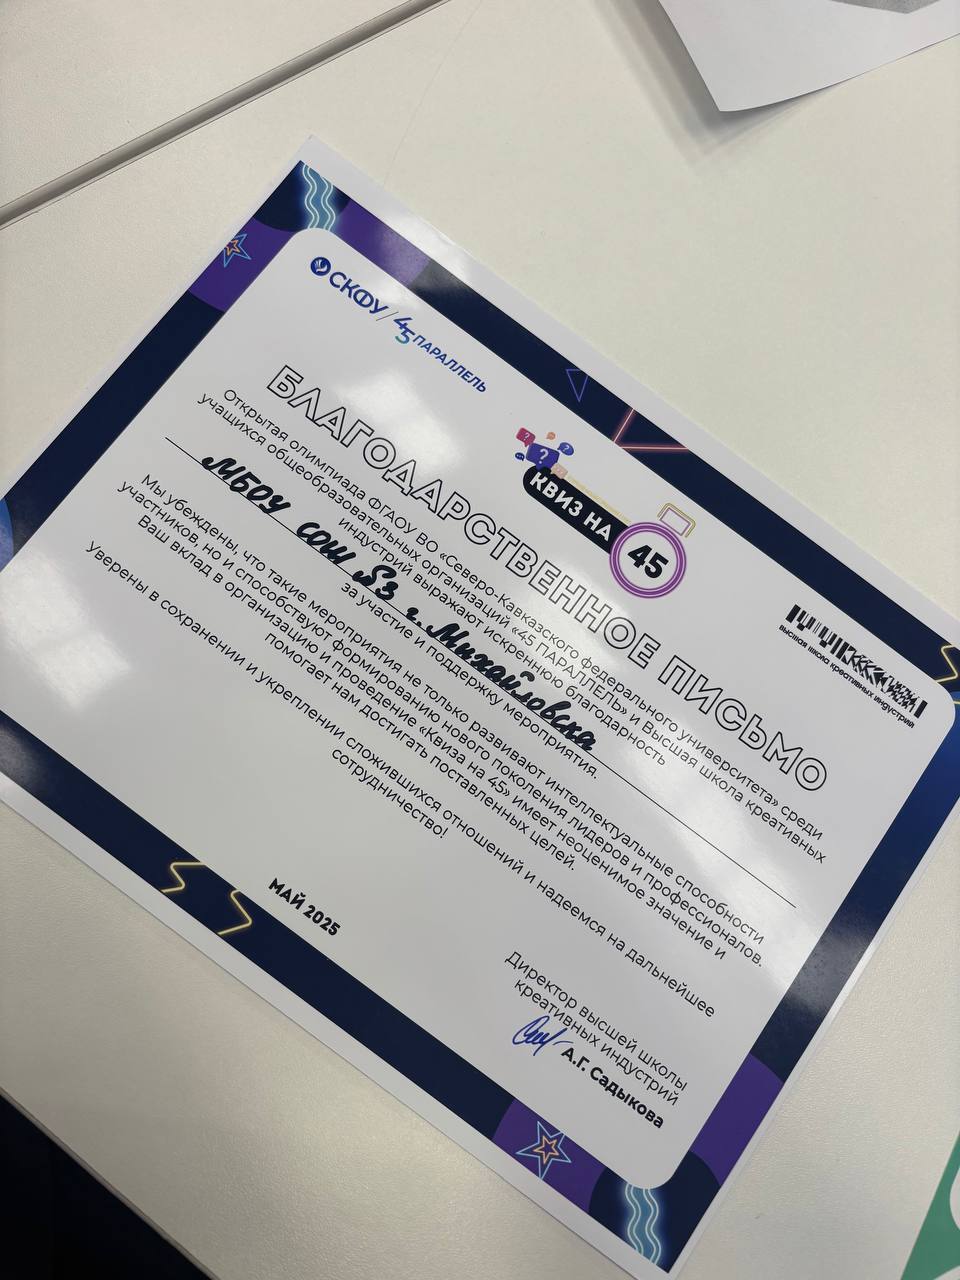 СКФУ / 45 ПАРАЛЛЕЛЬ
КВИЗ НА 45
ВЫСШАЯ ШКОЛА КРЕАТИВНЫХ ИНДУСТРИЙ
БЛАГОДАРСТВЕННОЕ ПИСЬМО
Открытая олимпиада ФГАОУ ВО «Северо-Кавказского федерального университета» среди
учащихся общеобразовательных организаций «45 ПАРАЛЛЕЛЬ» и Высшая школа креативных
индустрий выражают искреннюю благодарность
МБОУ СОШ №3 г. Михайловска
за участие и поддержку мероприятия.
Мы убеждены, что такие мероприятия не только развивают интеллектуальные способности
участников, но и способствуют формированию нового поколения лидеров и профессионалов.
Ваш вклад в организацию и проведение «Квиза на 45» имеет неоценимое значение и
помогает нам достигать поставленных целей.
Уверены в сохранении и укреплении сложившихся отношений и надеемся на дальнейшее
сотрудничество!
МАЙ 2025
Директор высшей школы
креативных индустрий
А.Г. Садыкова